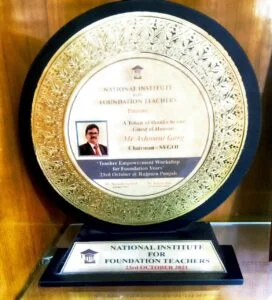 NATIONAL INSTITUTE
FOR
FOUNDATION TEACHERS
Presents
A Token of thanks to our
Guest of Honour
Mr Ashwani Garg
Chairman - SVGOI
'Teacher Empowerment Workshop
for Foundation Years'
23rd October @ Rajpura Punjab
NATIONAL INSTITUTE
FOR
FOUNDATION TEACHERS
23rd OCTOBER 2021